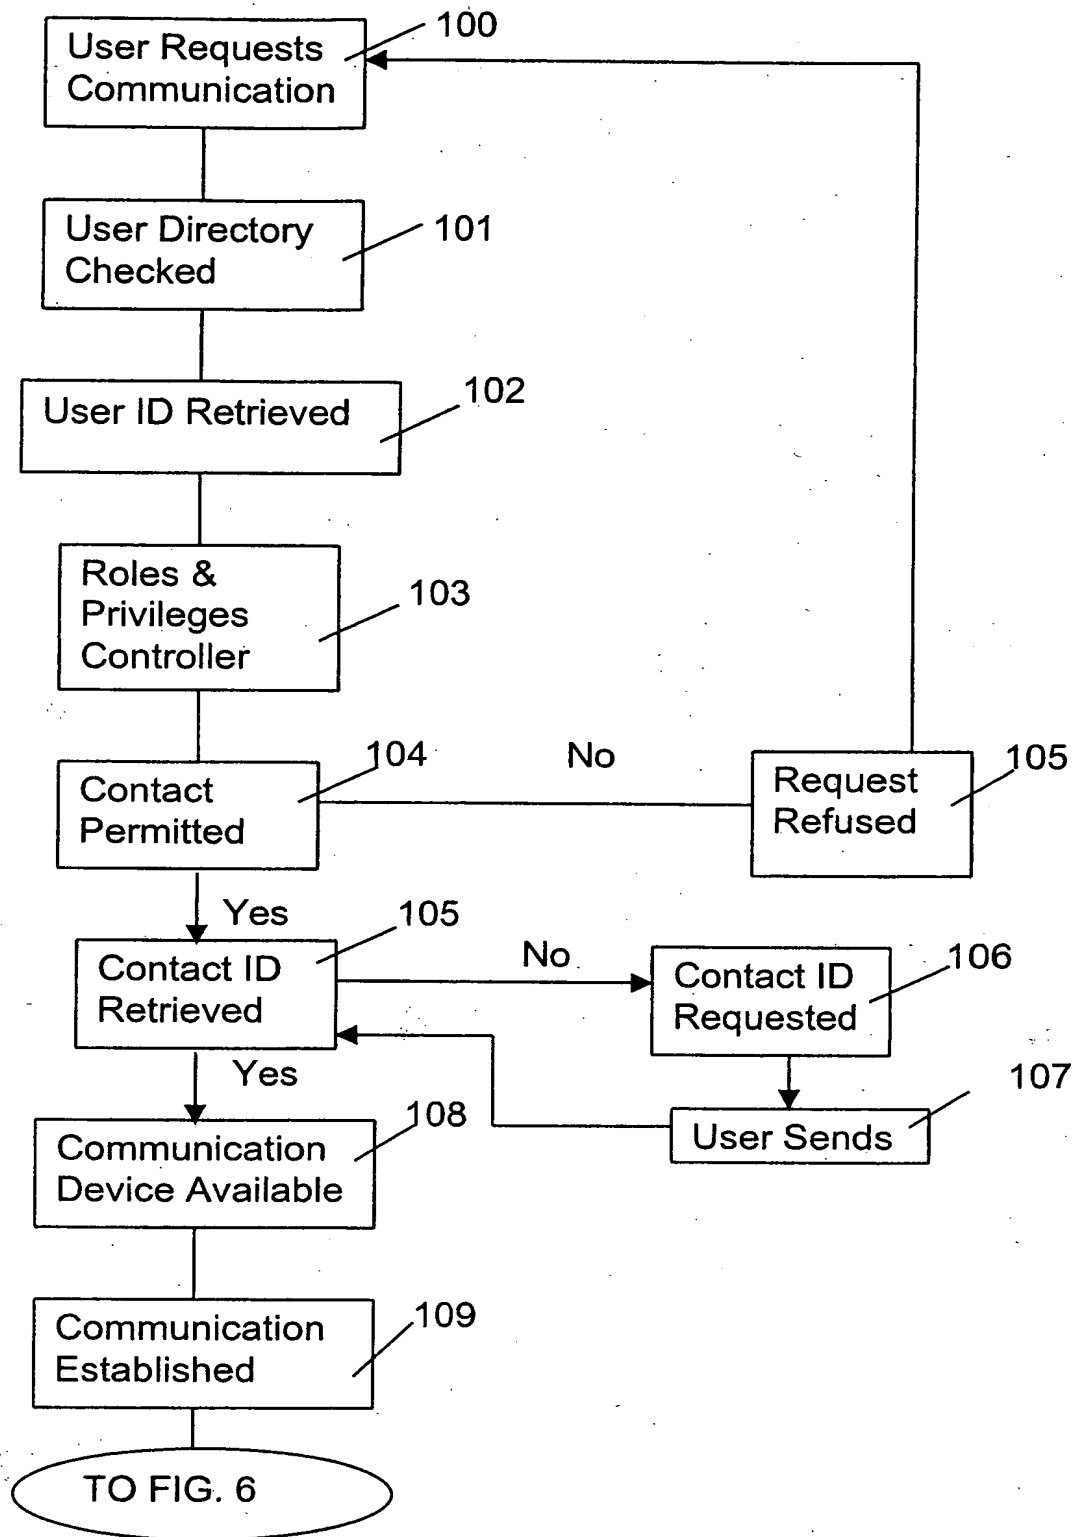 100
User Requests
Communication
User Directory
Checked
101
User ID Retrieved
102
Roles &
Privileges
Controller
103
Contact
Permitted
104
No
Request
Refused
105
Yes
Contact ID
Retrieved
105
No
Contact ID
Requested
106
Yes
User Sends
107
Communication
Device Available
108
Communication
Established
109
TO FIG. 6